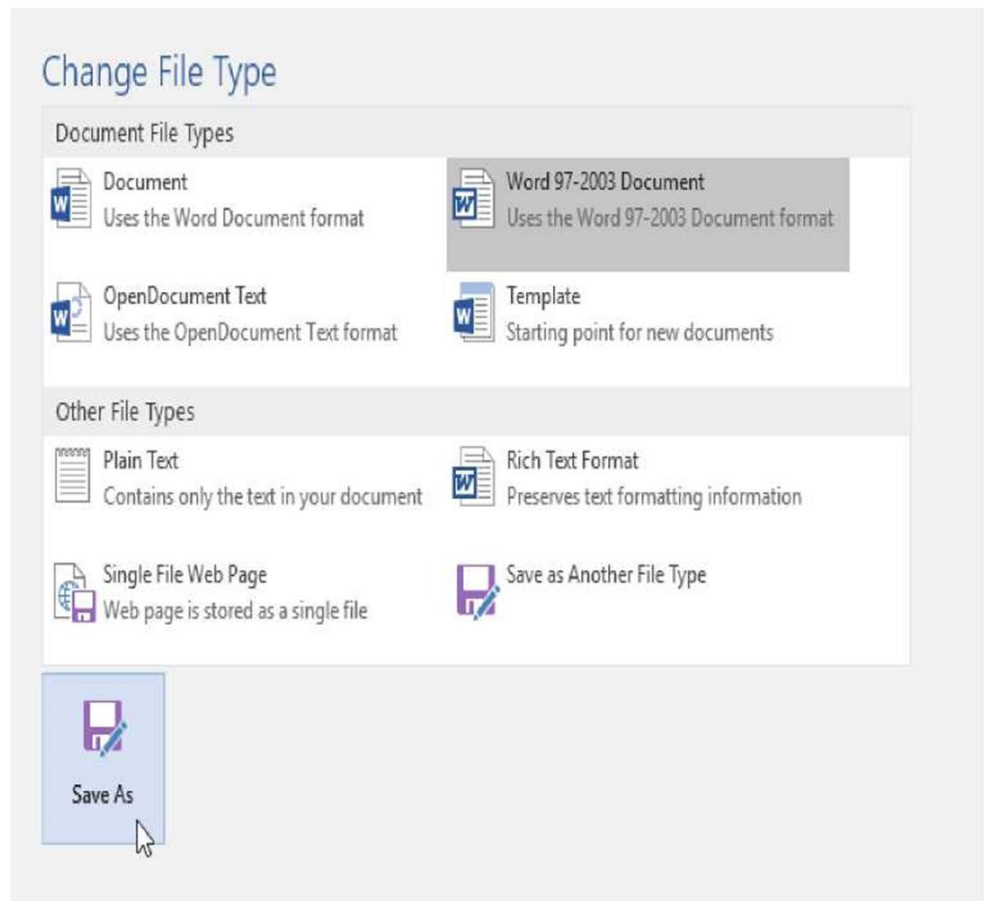 Change File Type
Document File Types
Document
Uses the Word Document format
Word 97-2003 Document
Uses the Word 97-2003 Document format
OpenDocument Text
Uses the OpenDocument Text format
Template
Starting point for new documents
Other File Types
Plain Text
Contains only the text in your document
Rich Text Format
Preserves text formatting information
Single File Web Page
Web page is stored as a single file
Save as Another File Type
Save As